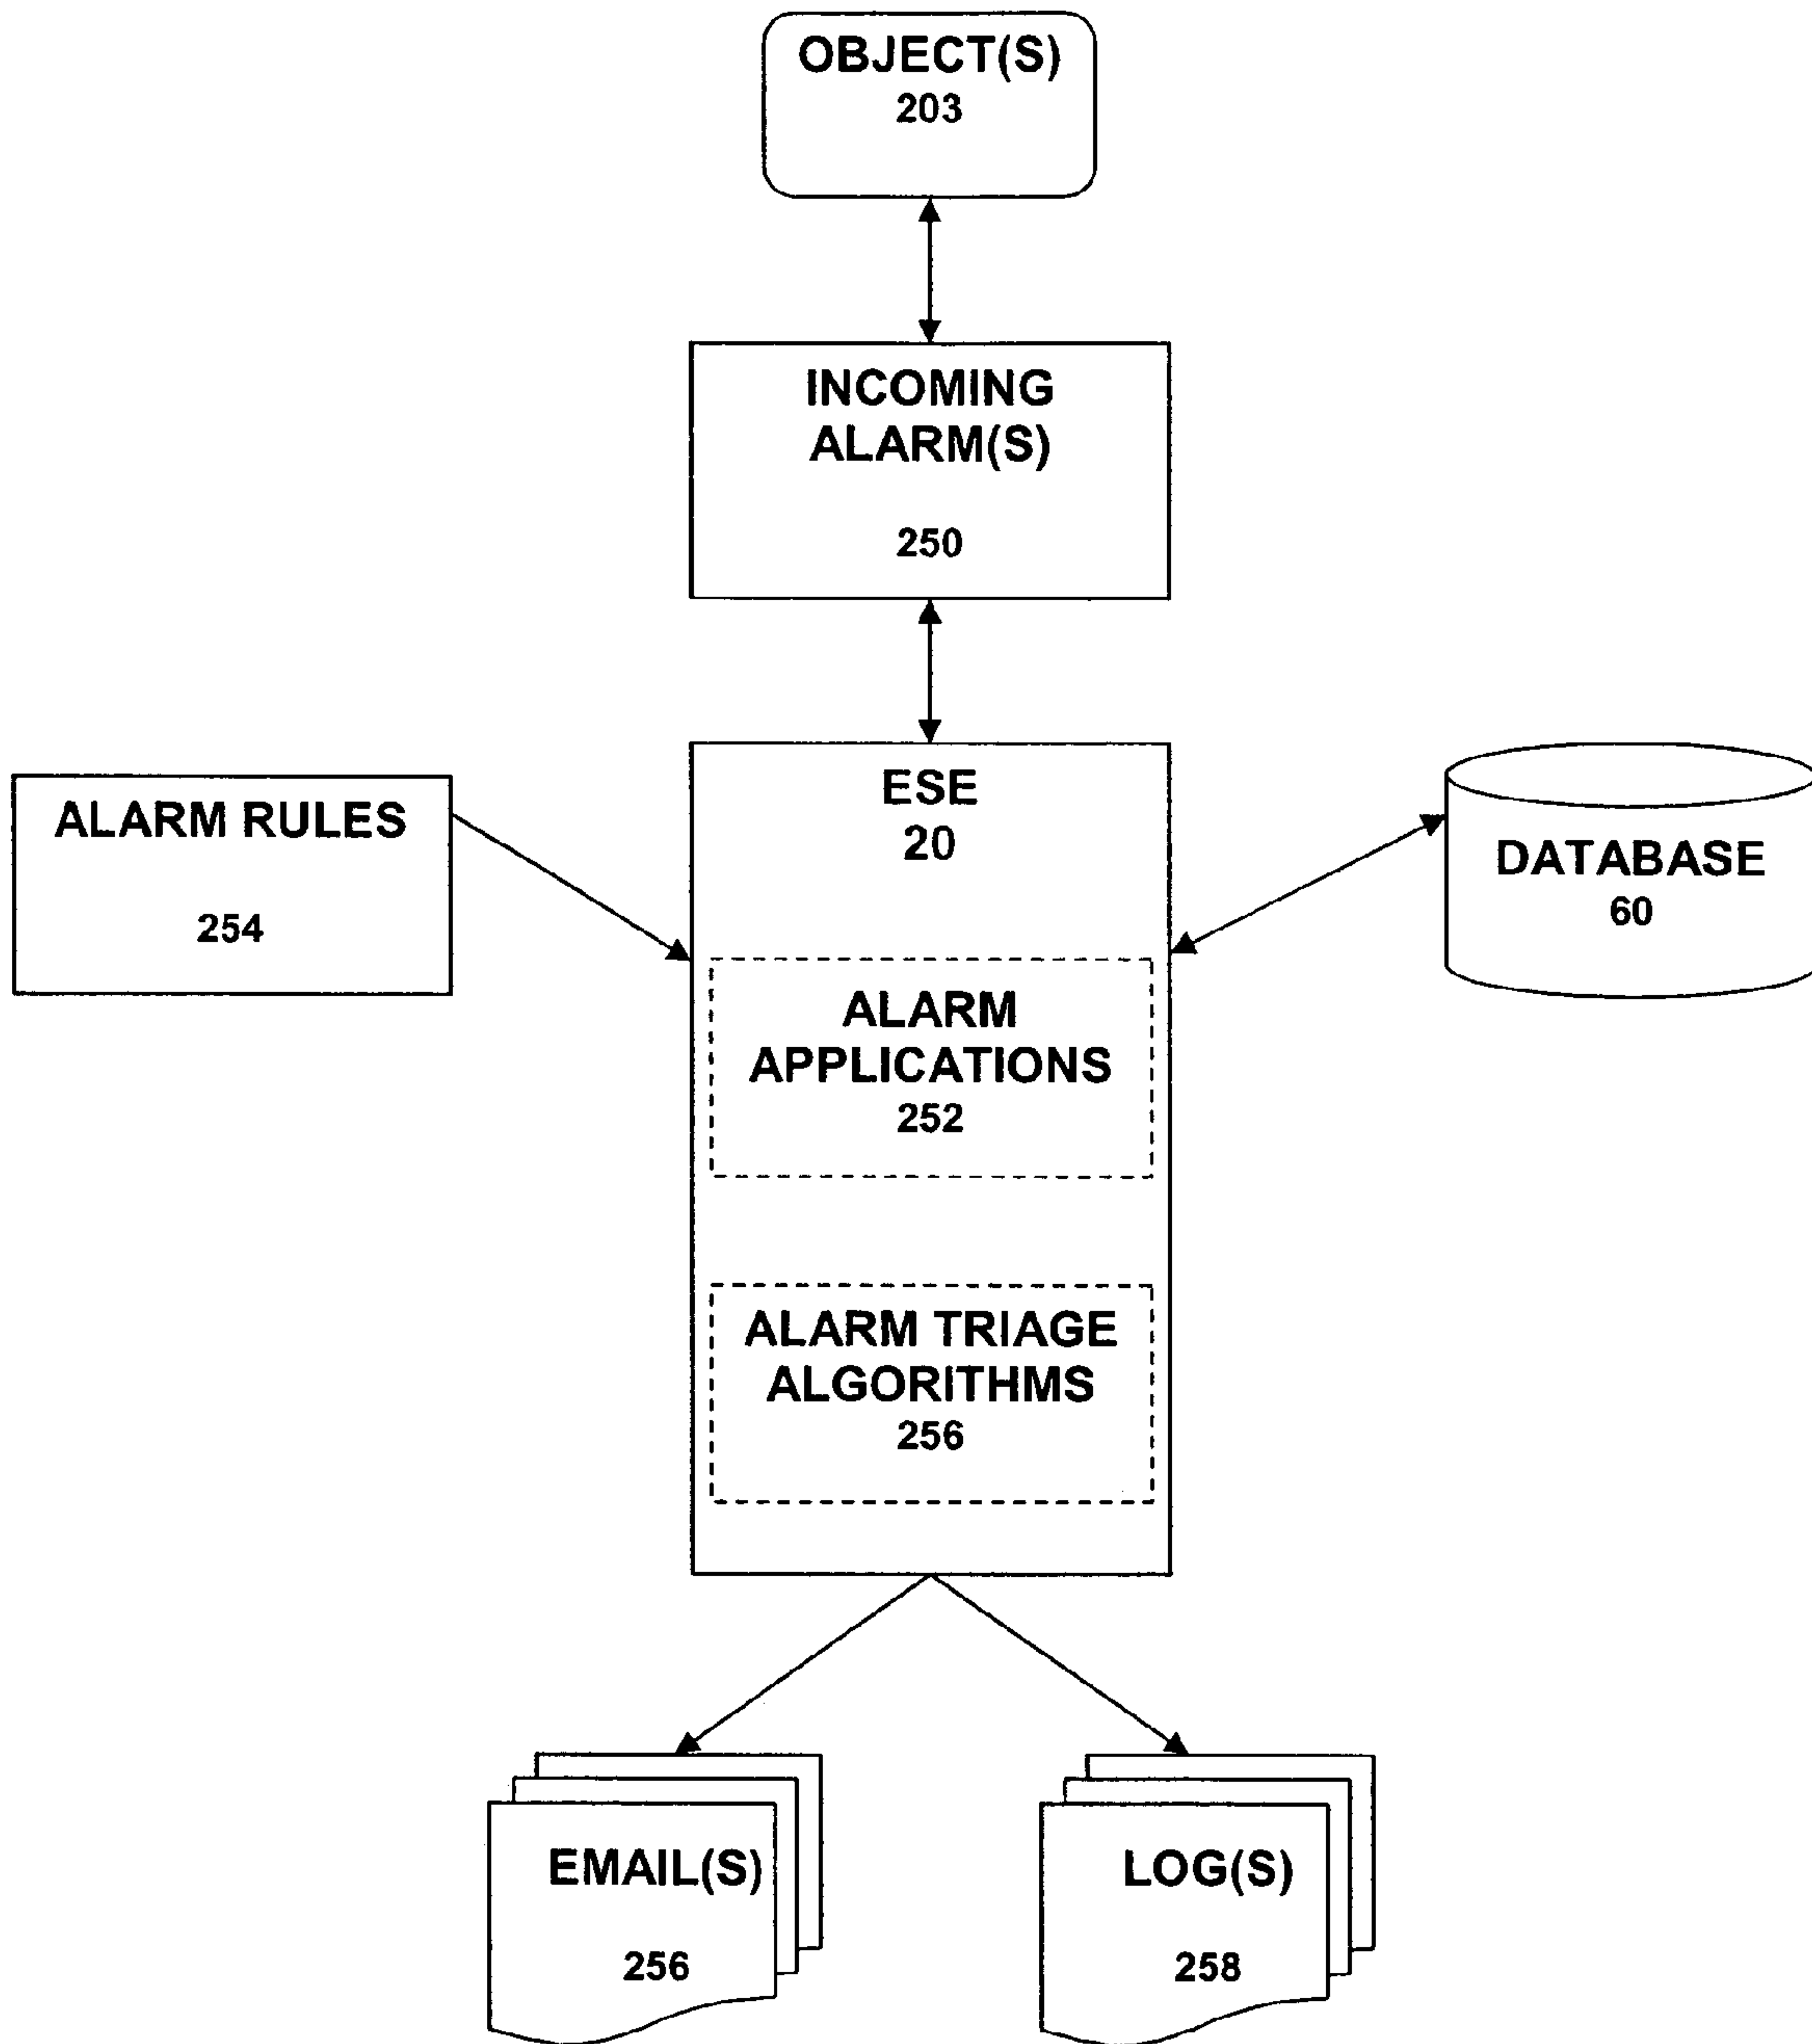 OBJECT(S)
203
INCOMING
ALARM(S)
250
ALARM RULES
254
ESE
20
DATABASE
60
ALARM
APPLICATIONS
252
ALARM TRIAGE
ALGORITHMS
256
EMAIL(S)
256
LOG(S)
258